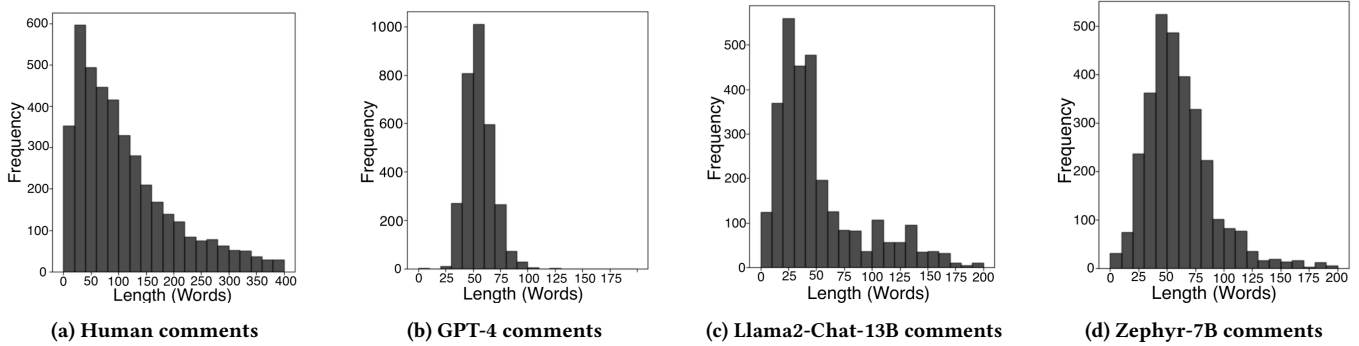 600
500
400
300
200
100
0
Frequency
0 50 100 150 200 250 300 350 400
Length (Words)
(a) Human comments
1000
800
600
400
200
0
Frequency
0 25 50 75 100 125 150 175
Length (Words)
(b) GPT-4 comments
500
400
300
200
100
0
Frequency
0 25 50 75 100 125 150 175 200
Length (Words)
(c) Llama2-Chat-13B comments
500
400
300
200
100
0
Frequency
0 25 50 75 100 125 150 175 200
Length (Words)
(d) Zephyr-7B comments